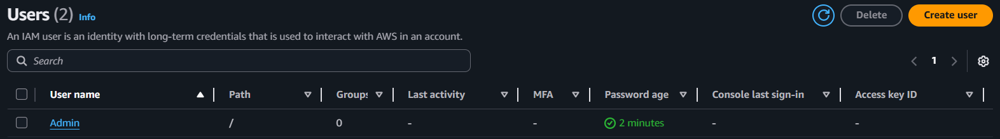 Users (2) Info
Delete
Create user
An IAM user is an identity with long-term credentials that is used to interact with AWS in an account.
Search
1
User name Path Groups Last activity MFA Password age Console last sign-in Access key ID
Admin / 0 - - 2 minutes - -